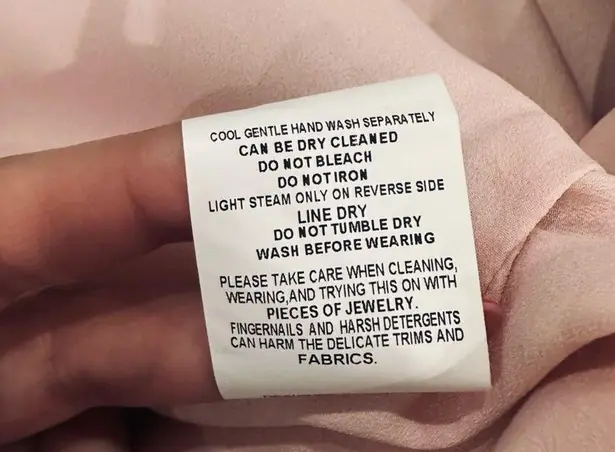 COOL GENTLE HAND WASH SEPARATELY
CAN BE DRY CLEANED
DO NOT BLEACH
DO NOT IRON
LIGHT STEAM ONLY ON REVERSE SIDE
LINE DRY
DO NOT TUMBLE DRY
WASH BEFORE WEARING
PLEASE TAKE CARE WHEN CLEANING,
WEARING,AND TRYING THIS ON WITH
PIECES OF JEWELRY.
FINGERNAILS AND HARSH DETERGENTS
CAN HARM THE DELICATE TRIMS AND
FABRICS.